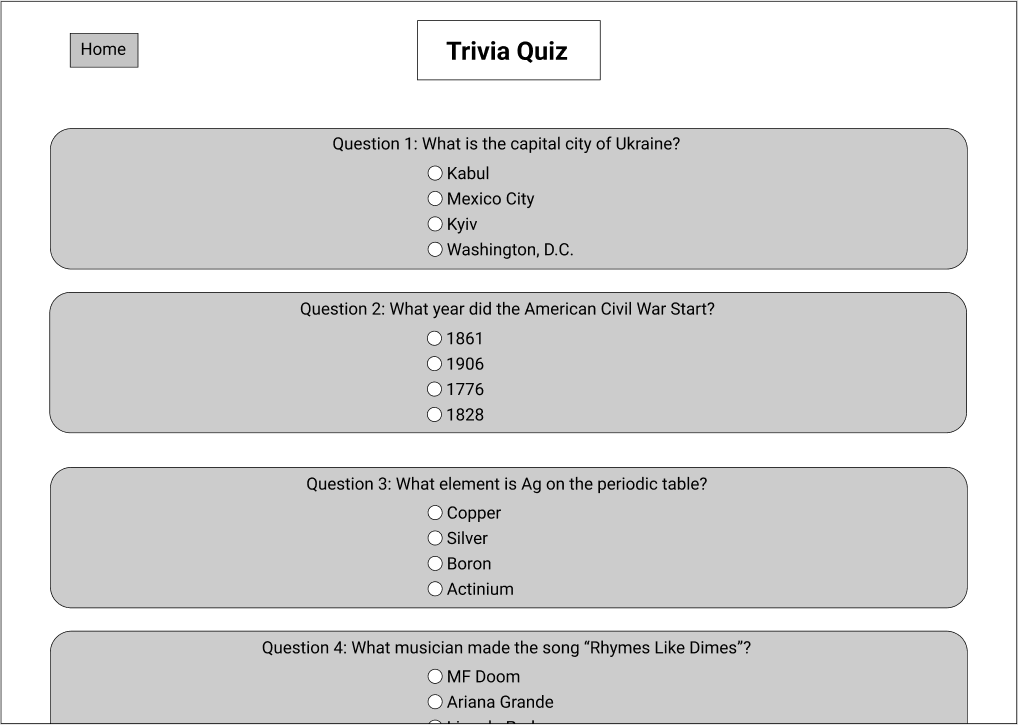 Home
Trivia Quiz
Question 1: What is the capital city of Ukraine?
Kabul
Mexico City
Kyiv
Washington, D.C.
Question 2: What year did the American Civil War Start?
1861
1906
1776
1828
Question 3: What element is Ag on the periodic table?
Copper
Silver
Boron
Actinium
Question 4: What musician made the song “Rhymes Like Dimes”?
MF Doom
Ariana Grande